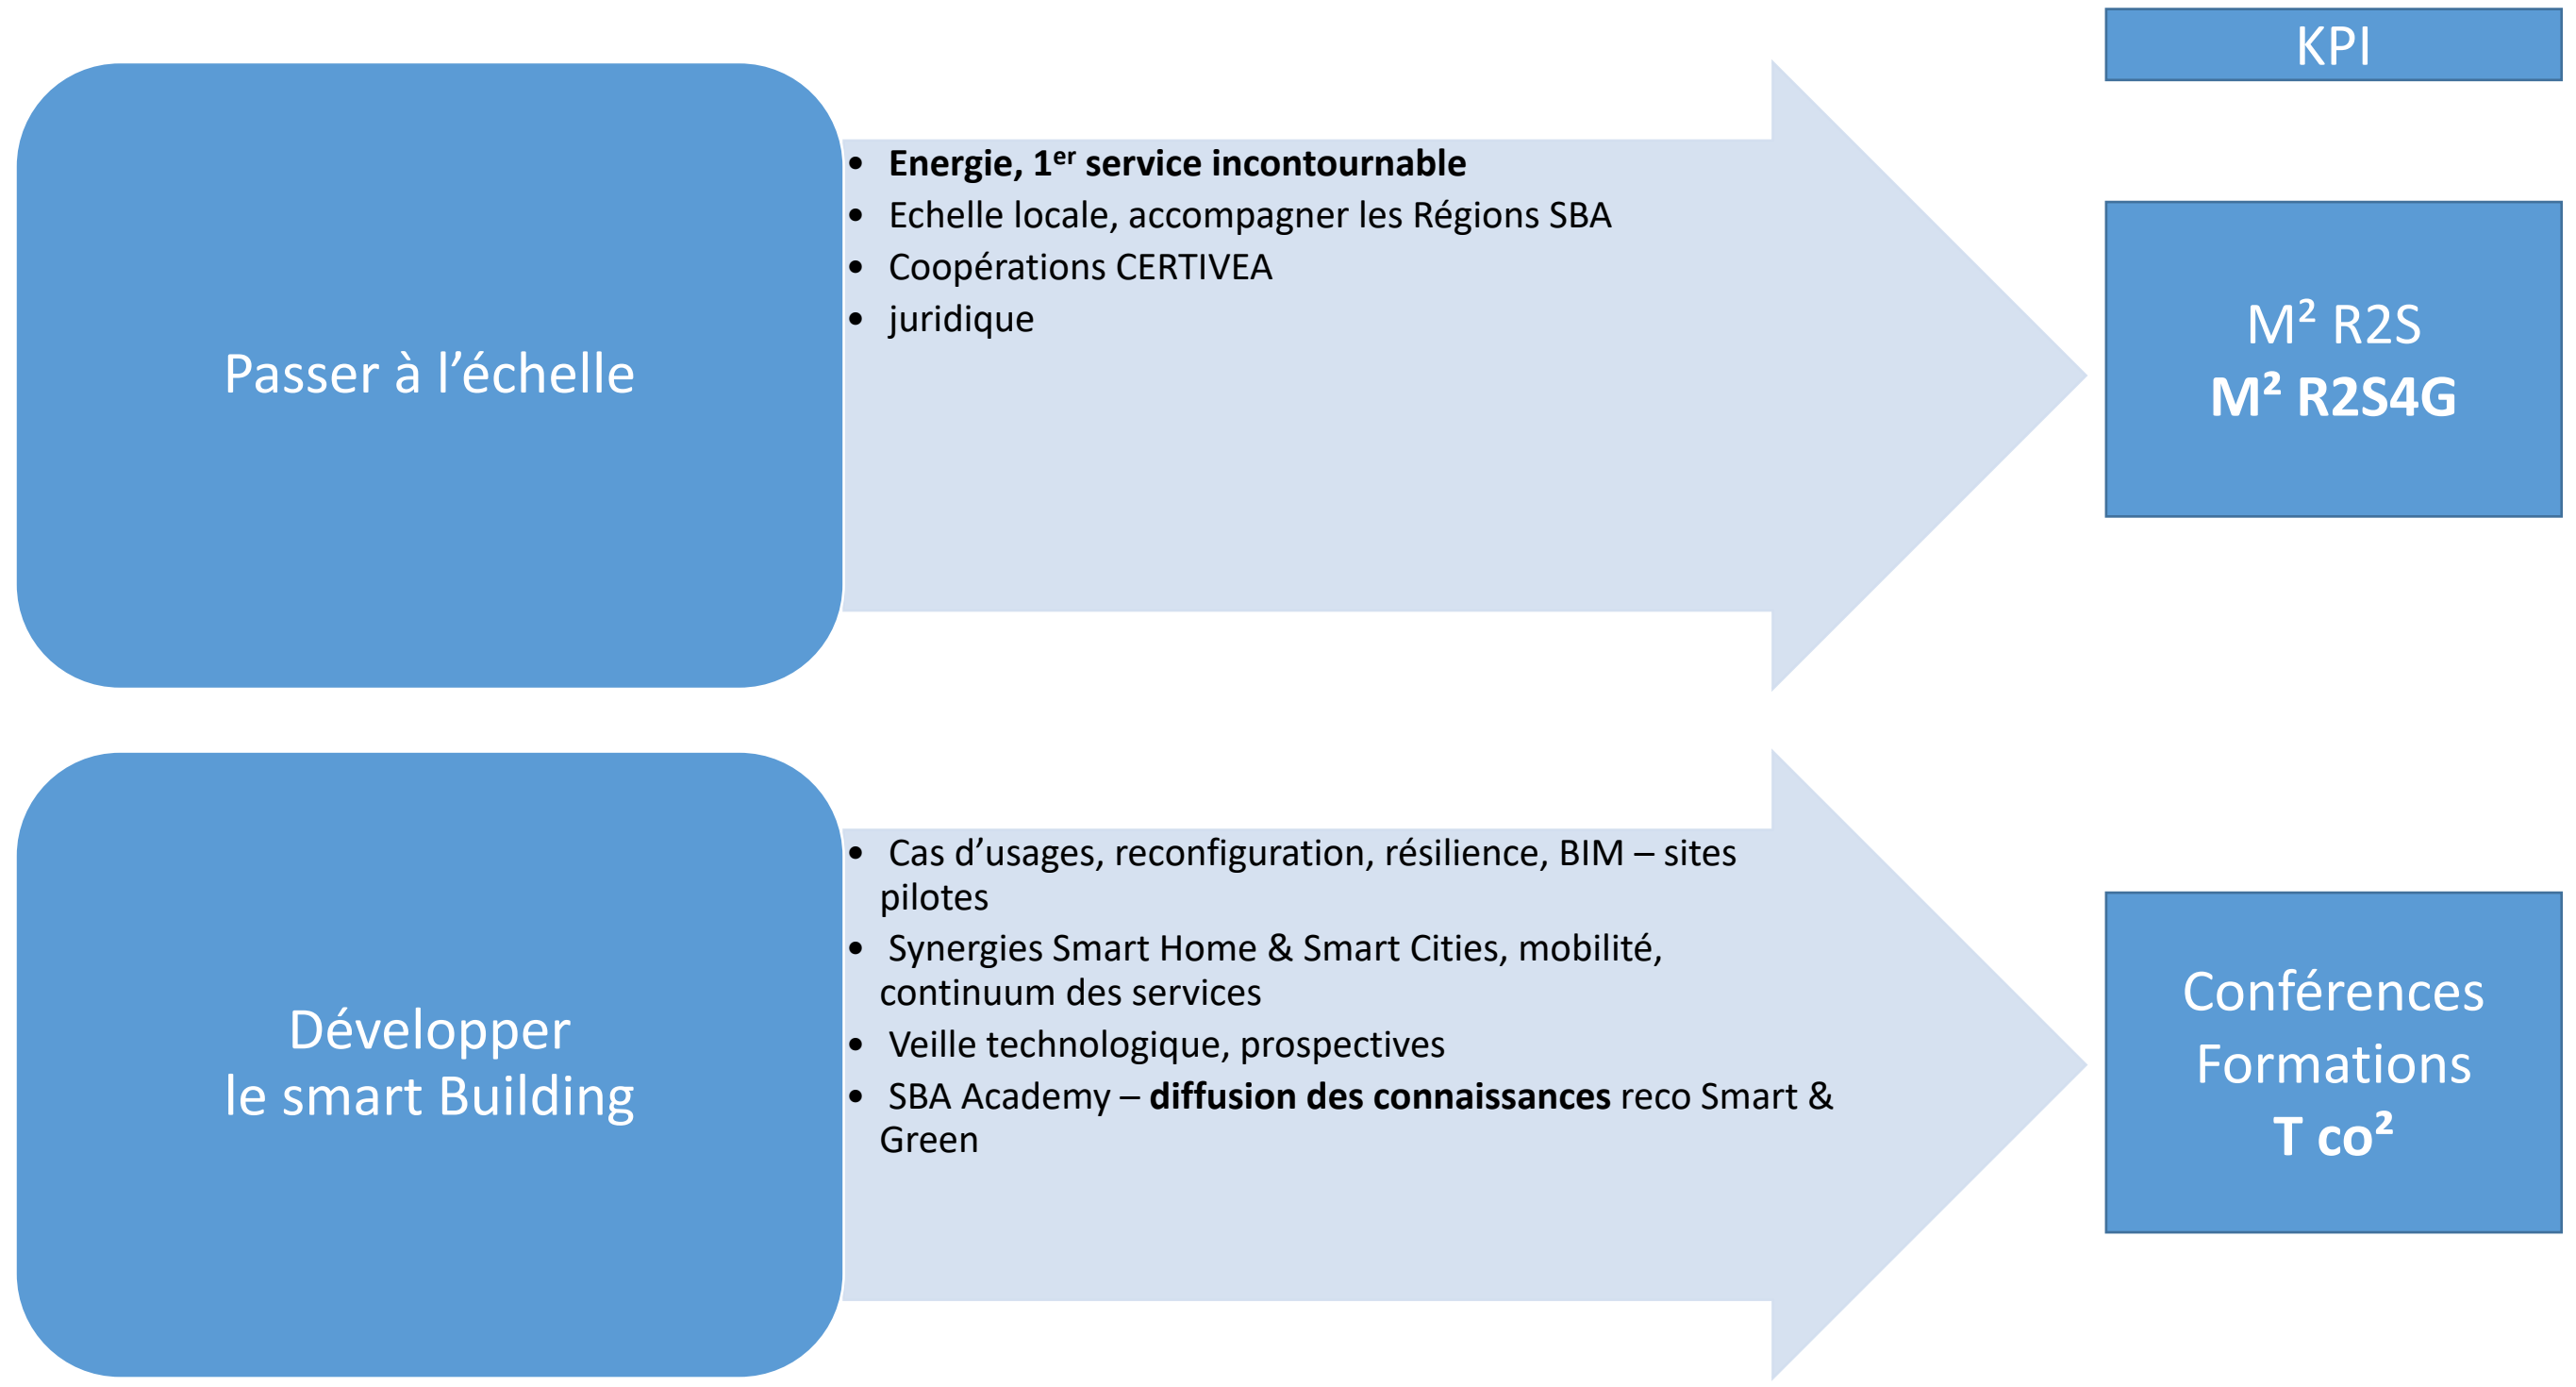 KPI
Passer à l’échelle
• Energie, 1er service incontournable
• Echelle locale, accompagner les Régions SBA
• Coopérations CERTIVEA
• juridique
M² R2S
M² R2S4G
Développer
le smart Building
• Cas d’usages, reconfiguration, résilience, BIM – sites
pilotes
• Synergies Smart Home & Smart Cities, mobilité,
continuum des services
• Veille technologique, prospectives
• SBA Academy – diffusion des connaissances reco Smart &
Green
Conférences
Formations
T co²